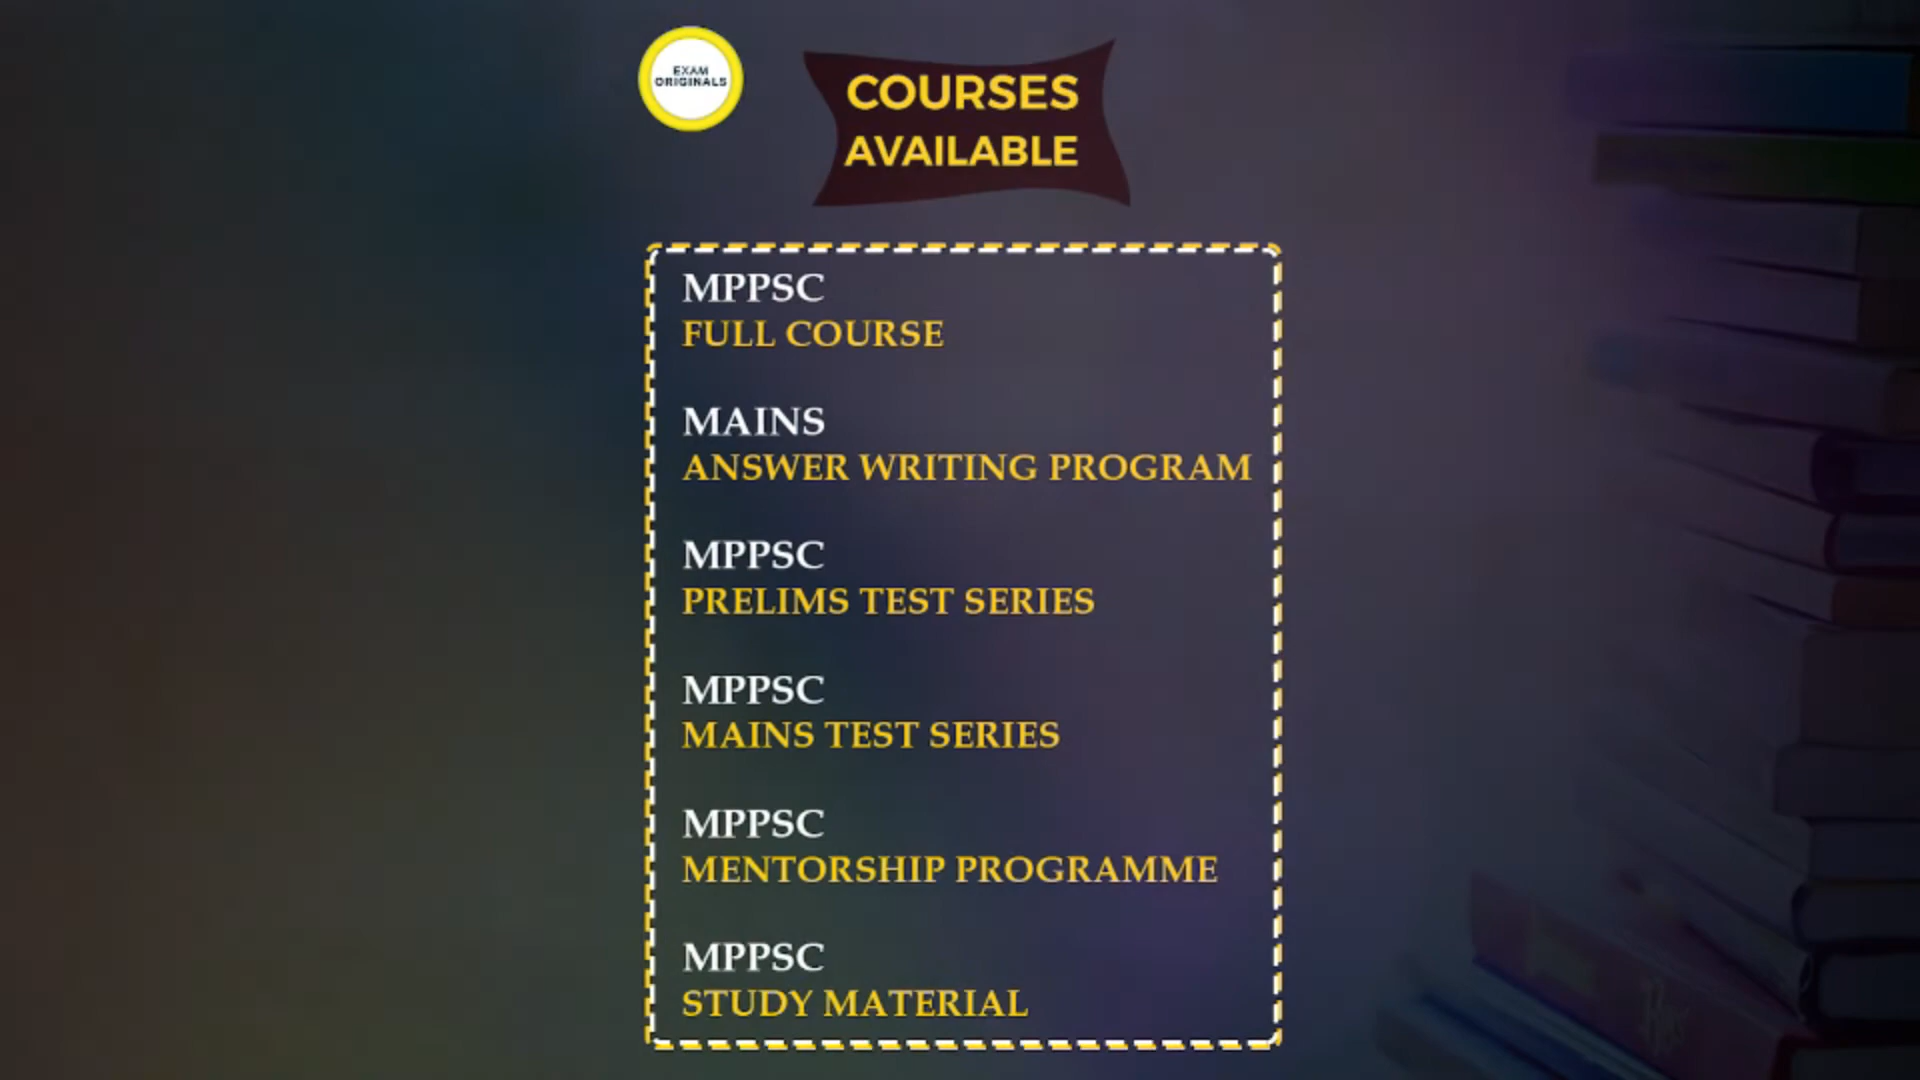 EXAM
ORIGINALS
COURSES
AVAILABLE
MPPSC
FULL COURSE
MAINS
ANSWER WRITING PROGRAM
MPPSC
PRELIMS TEST SERIES
MPPSC
MAINS TEST SERIES
MPPSC
MENTORSHIP PROGRAMME
MPPSC
STUDY MATERIAL